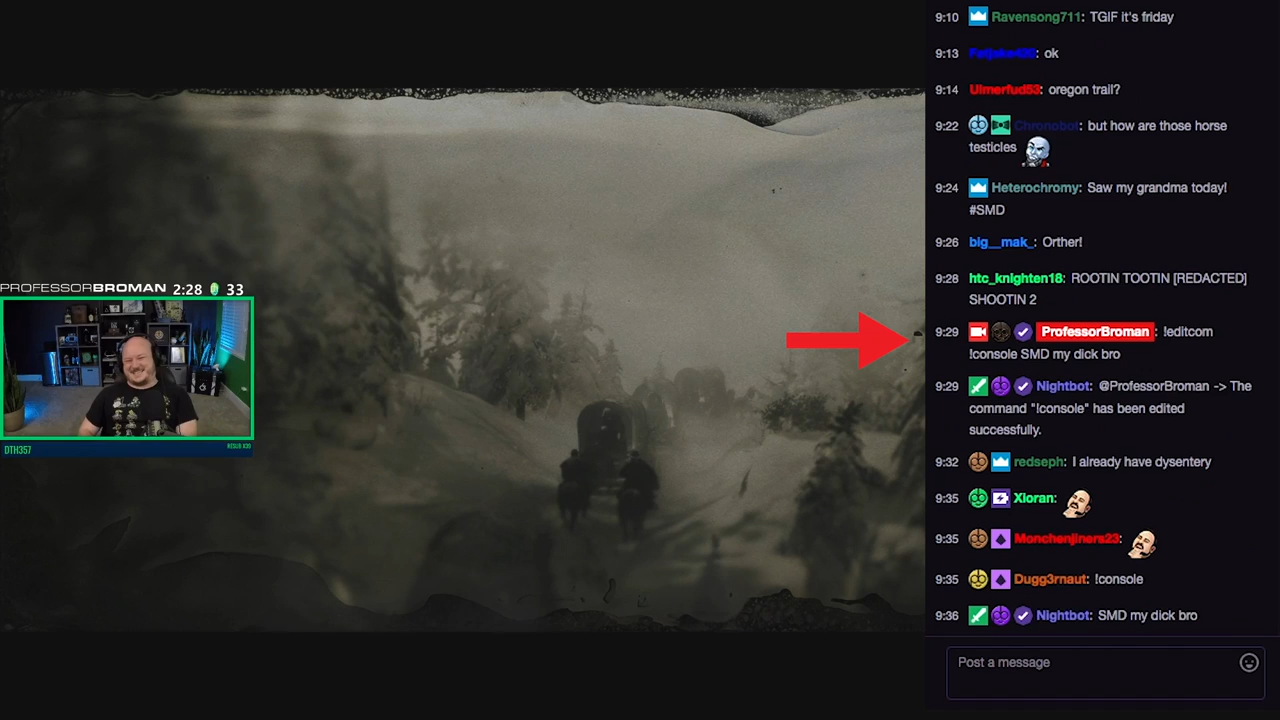 9:10 Ravensong711: TGIF it's friday
9:13 Fatjake420: ok
9:14 Ulmerfud53: oregon trail?
9:22 Chronobot: but how are those horse
testicles
9:24 Heterochromy: Saw my grandma today!
#SMD
9:26 big__mak_: Orther!
9:28 htc_knighten18: ROOTIN TOOTIN [REDACTED]
SHOOTIN 2
PROFESSORBROMAN 2:28 33
9:29 ProfessorBroman: !editcom
!console SMD my dick bro
9:29 Nightbot: @ProfessorBroman -> The
command "!console" has been edited
successfully.
DTH357
9:32 redseph: I already have dysentery
9:35 Xloran:
9:35 Monchenjiners23:
9:35 Dugg3rnaut: !console
9:36 Nightbot: SMD my dick bro
Post a message